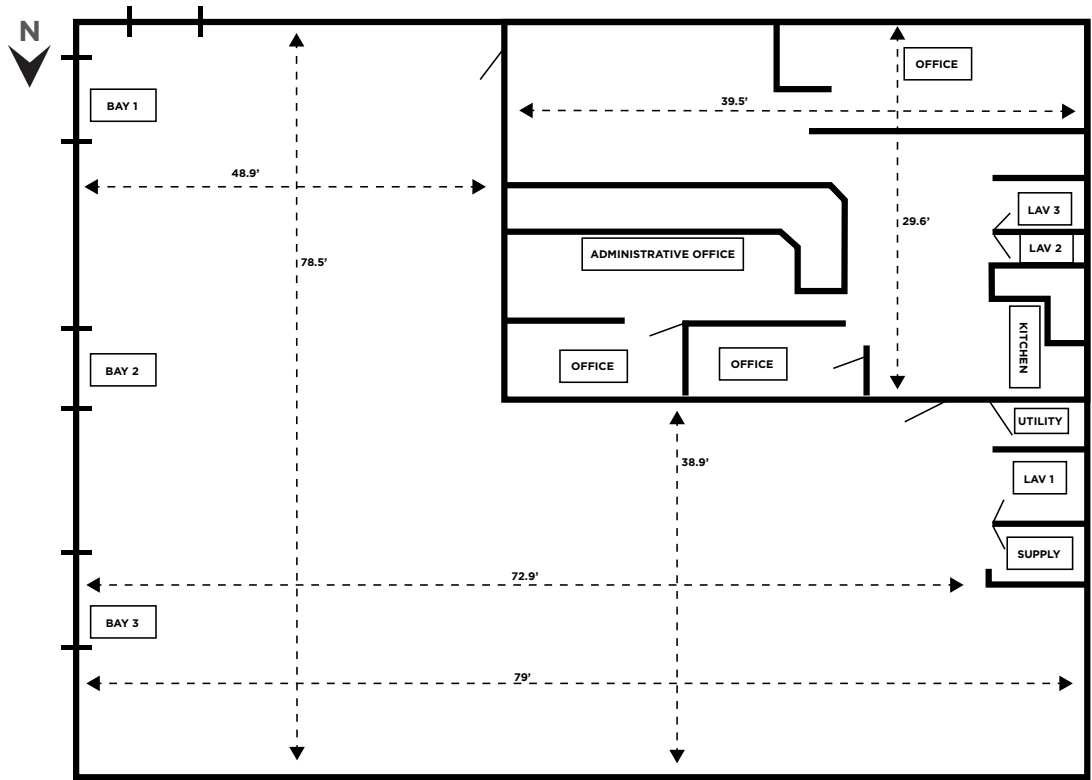 N
BAY 1
OFFICE
39.5’
48.9’
LAV 3
29.6’
LAV 2
ADMINISTRATIVE OFFICE
78.5’
KITCHEN
BAY 2
OFFICE
OFFICE
UTILITY
38.9’
LAV 1
SUPPLY
72.9’
BAY 3
79’